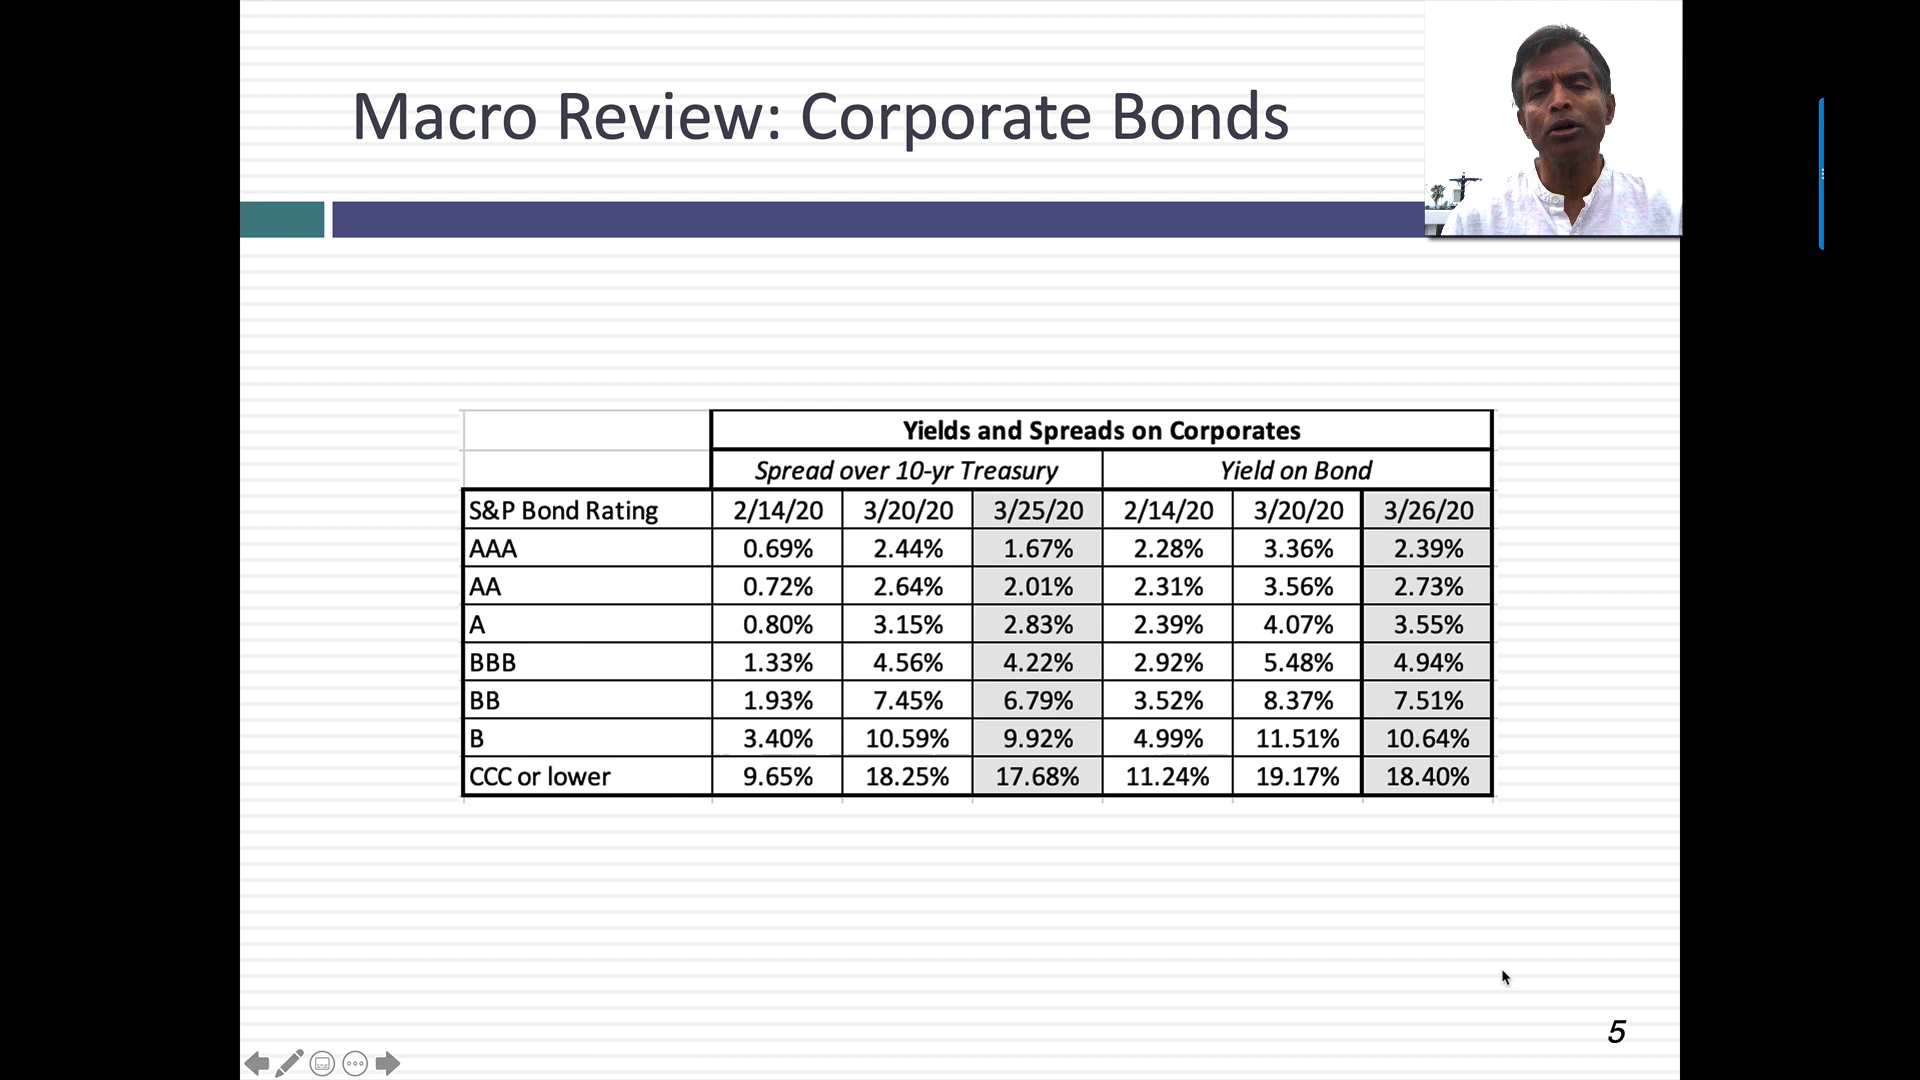 Macro Review: Corporate Bonds
Yields and Spreads on Corporates
Spread over 10-yr Treasury Yield on Bond
S&P Bond Rating 2/14/20 3/20/20 3/25/20 2/14/20 3/20/20 3/26/20
AAA 0.69% 2.44% 1.67% 2.28% 3.36% 2.39%
AA 0.72% 2.64% 2.01% 2.31% 3.56% 2.73%
A 0.80% 3.15% 2.83% 2.39% 4.07% 3.55%
BBB 1.33% 4.56% 4.22% 2.92% 5.48% 4.94%
BB 1.93% 7.45% 6.79% 3.52% 8.37% 7.51%
B 3.40% 10.59% 9.92% 4.99% 11.51% 10.64%
CCC or lower 9.65% 18.25% 17.68% 11.24% 19.17% 18.40%
5